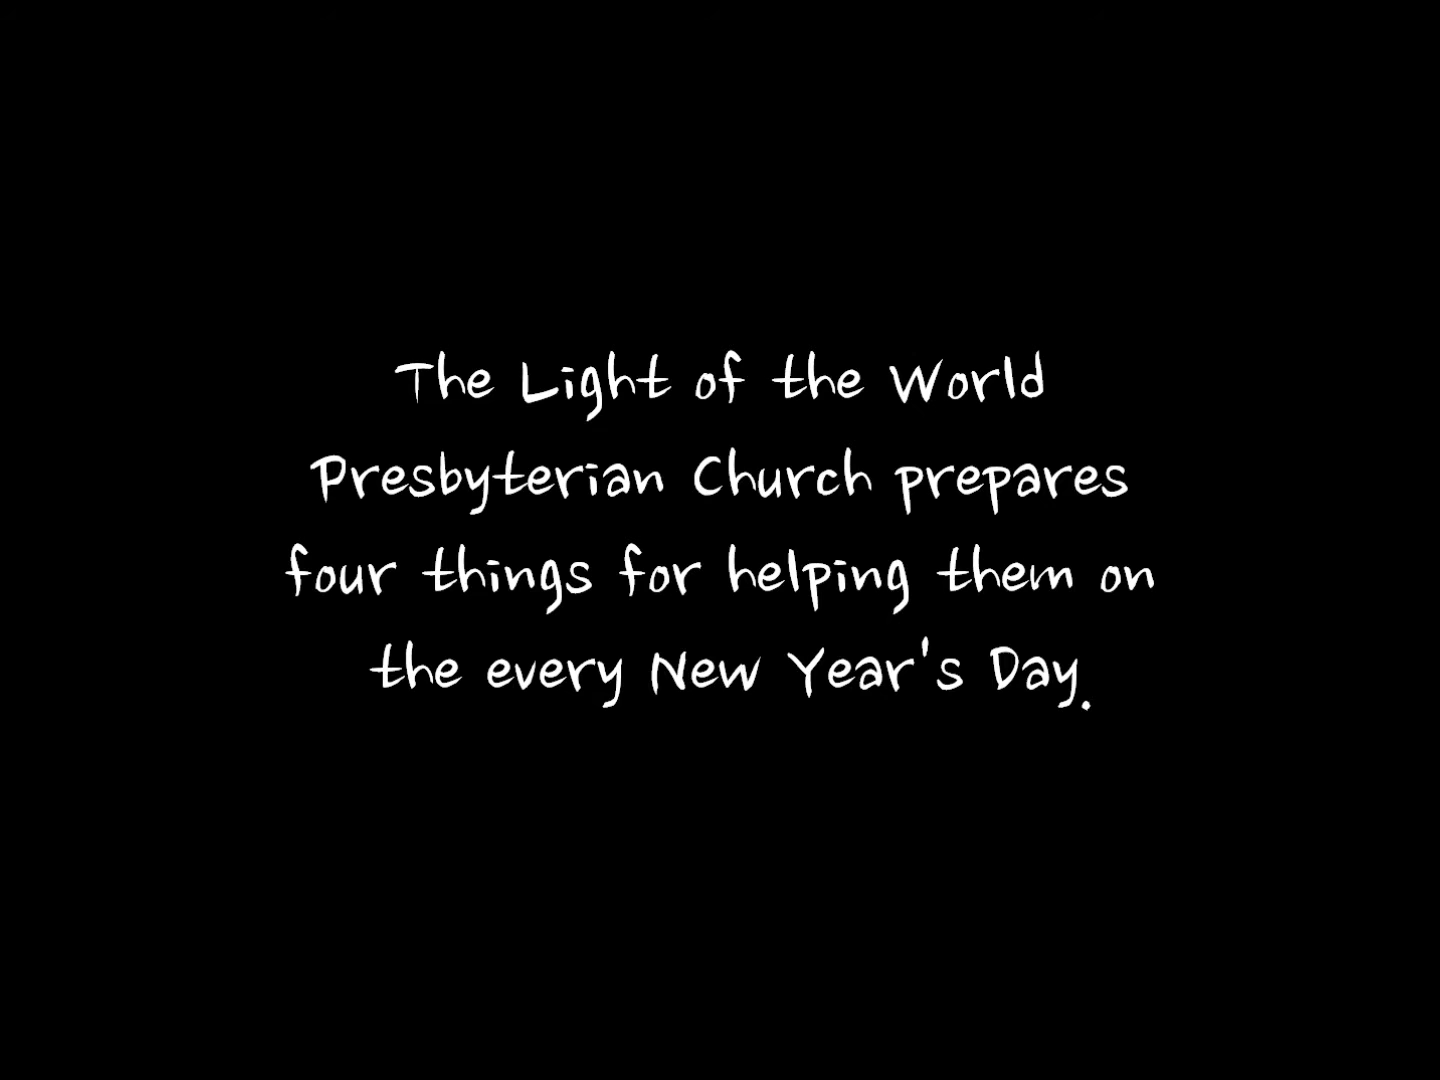 The Light of the World
Presbyterian Church prepares
four things for helping them on
the every New Year's Day.